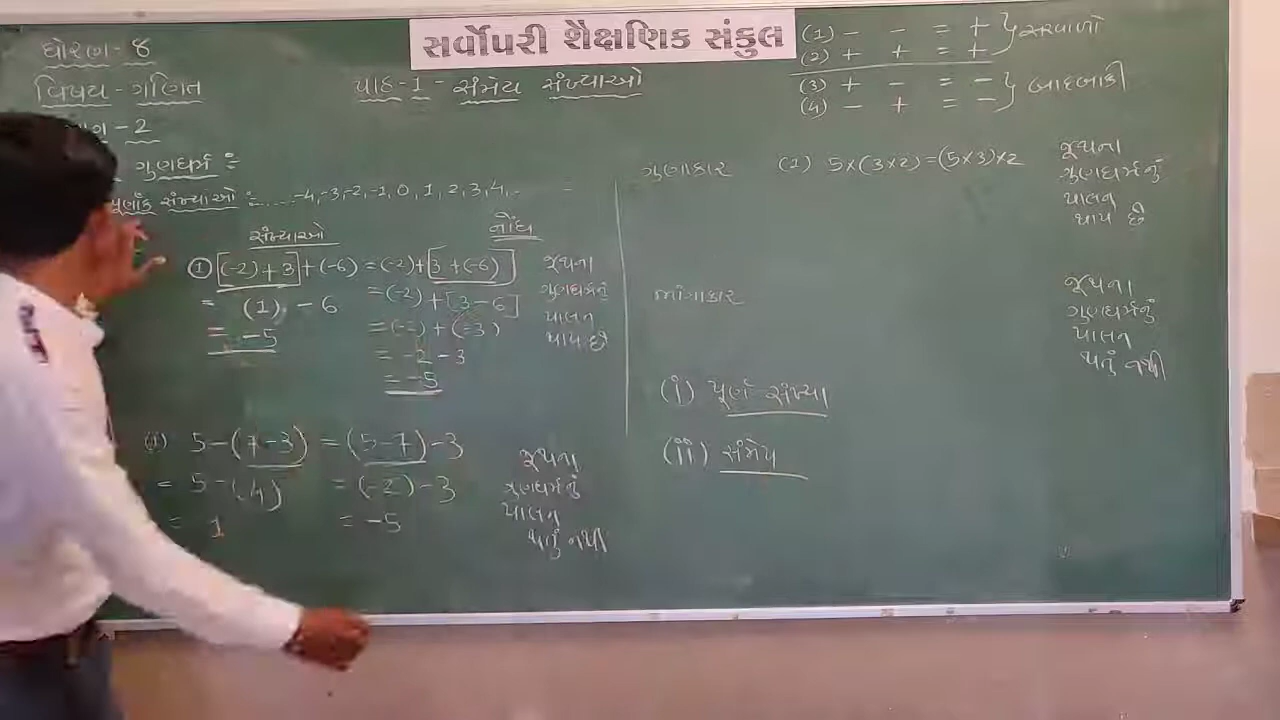 સર્વોપરી શૈક્ષણિક સંકુલ
ધોરણ - 8
વિષય - ગણિત
પાઠ - 1 - સંમેય સંખ્યાઓ
- 2
ગુણધર્મ :-
પૂર્ણાંક સંખ્યાઓ :- .....-4,-3,-2,-1, 0, 1, 2, 3, 4,..
સંખ્યાઓ
નોંધ
① [(-2) + 3] + (-6) = (-2) + [3 + (-6)]
= (1) - 6 = (-2) + [3 - 6]
= -5 = (-2) + (-3)
= -2 - 3
= -5
જૂથના
ગુણધર્મનું
પાલન
થાય છે
5 - (7 - 3) = (5 - 7) - 3
= 5 - (4) = (-2) - 3
= 1 = -5
જૂથના
ગુણધર્મનું
પાલન
થતું નથી
(1) - - = + } સરવાળો
(2) + + = +
(3) + - = - } બાદબાકી
(4) - + = -
ગુણાકાર (1) 5×(3×2) = (5×3)×2
જૂથના
ગુણધર્મનું
પાલન
થાય છે
ભાગાકાર
જૂથના
ગુણધર્મનું
પાલન
થતું નથી
(i) પૂર્ણ સંખ્યા
(ii) સંમેય